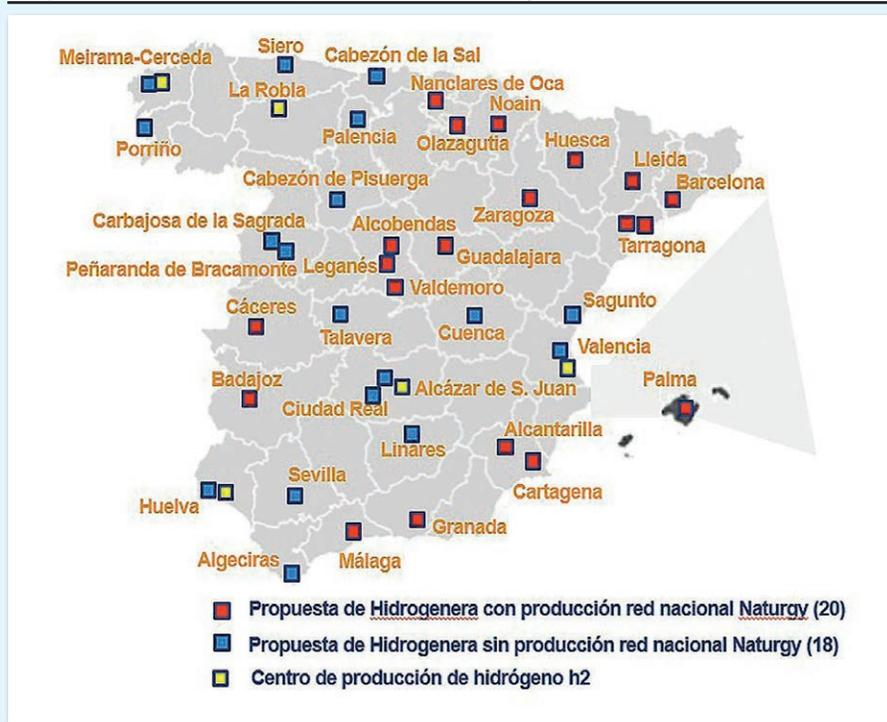 Siero
Cabezón de la Sal
Meirama-Cerceda
La Robla
Nanclares de Oca
Noain
Porriño
Palencia
Olazagutia
Huesca
Lleida
Cabezón de Pisuerga
Barcelona
Carbajosa de la Sagrada
Alcobendas
Zaragoza
Tarragona
Peñaranda de Bracamonte
Leganés
Guadalajara
Valdemoro
Cáceres
Sagunto
Talavera
Cuenca
Valencia
Badajoz
Palma
Ciudad Real
Alcázar de S. Juan
Alcantarilla
Linares
Sevilla
Cartagena
Huelva
Granada
Algeciras
Málaga
Propuesta de Hidrogenera con producción red nacional Naturgy (20)
Propuesta de Hidrogenera sin producción red nacional Naturgy (18)
Centro de producción de hidrógeno h2